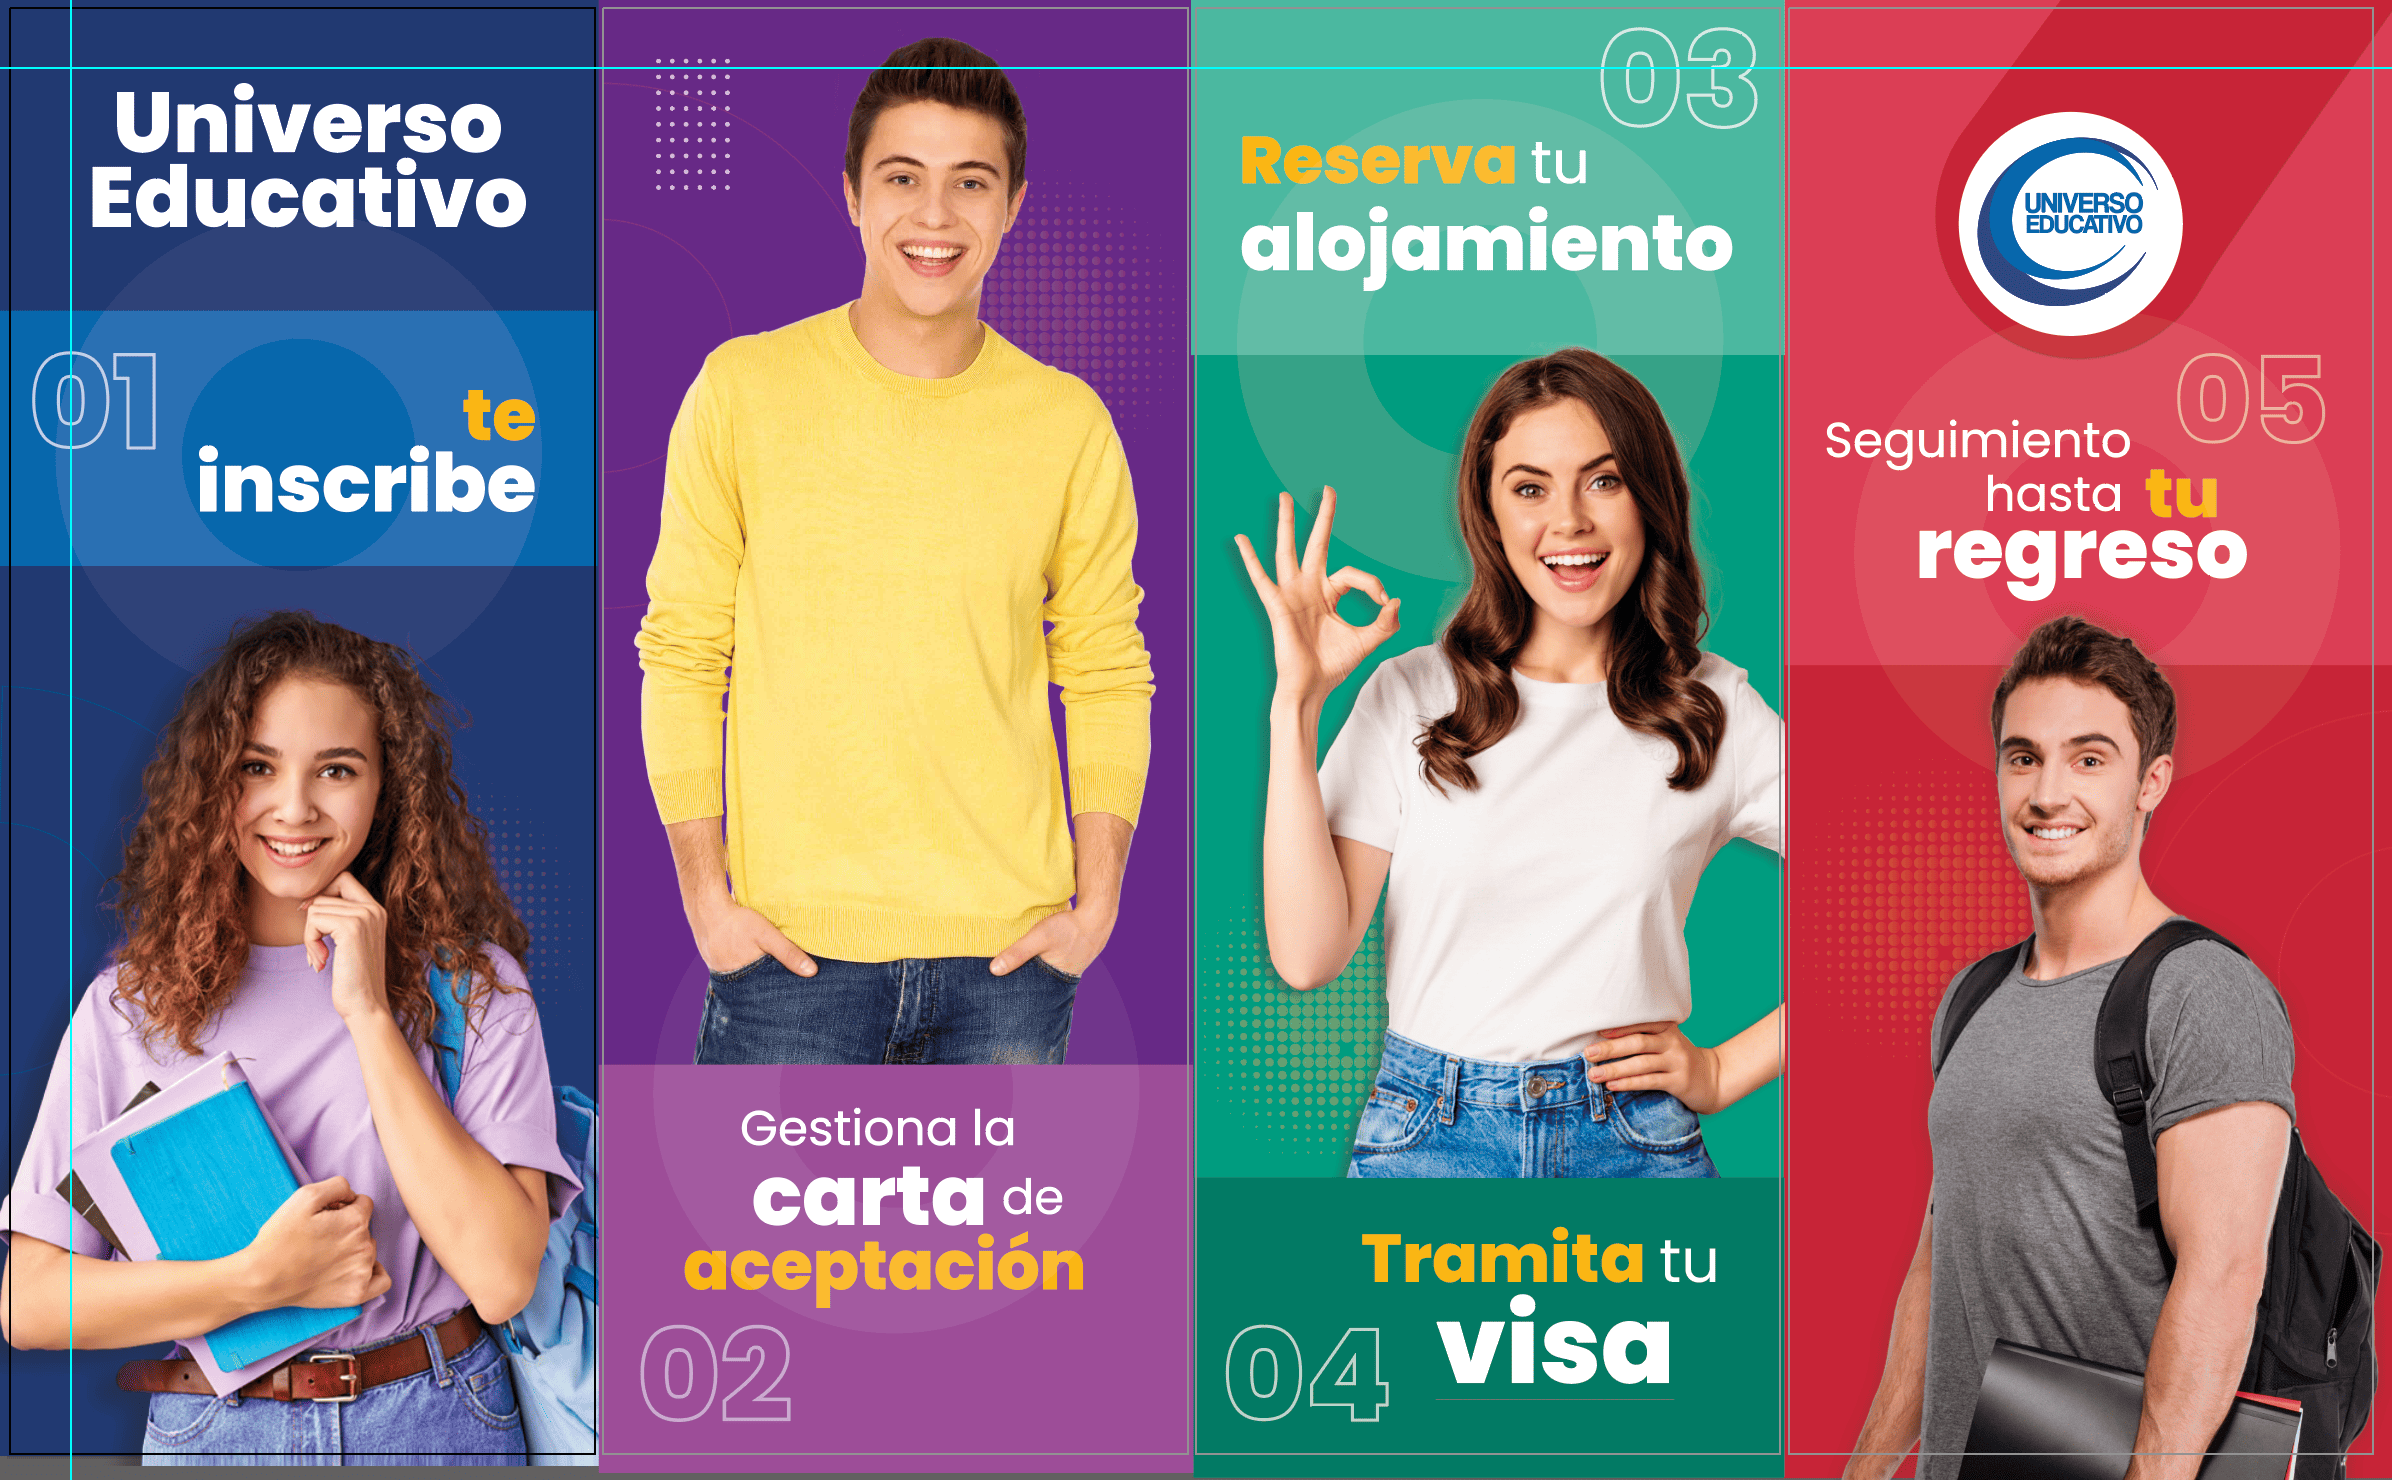 Universo
Educativo
01
te
inscribe
Gestiona la
carta de
aceptación
02
03
Reserva tu
alojamiento
Tramita tu
visa
04
UNIVERSO
EDUCATIVO
05
Seguimiento
hasta tu
regreso